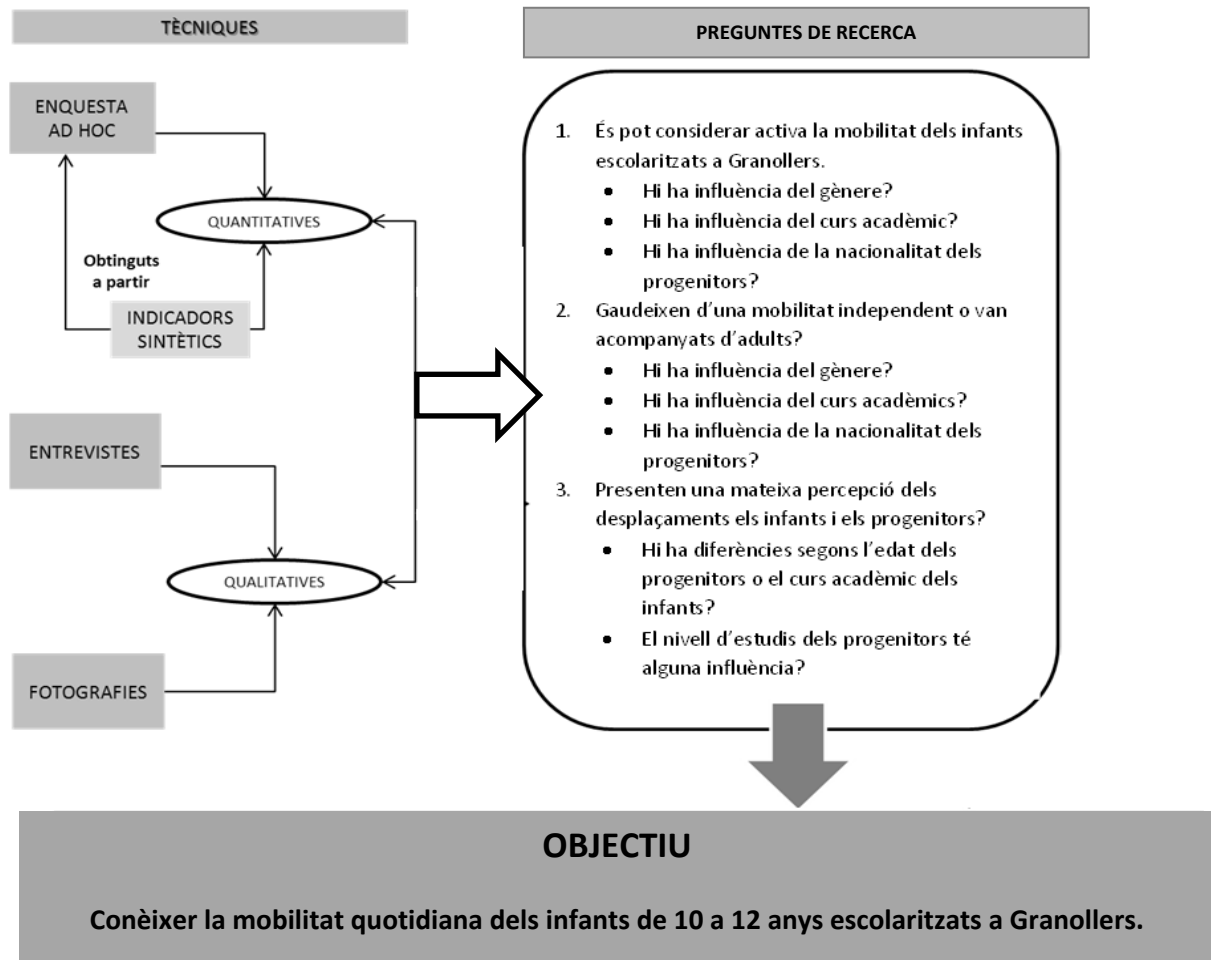 TÈCNIQUES
ENQUESTA
AD HOC
QUANTITATIVES
Obtinguts
a partir
INDICADORS
SINTÈTICS
ENTREVISTES
QUALITATIVES
FOTOGRAFIES
PREGUNTES DE RECERCA
1. És pot considerar activa la mobilitat dels infants
escolaritzats a Granollers.
• Hi ha influència del gènere?
• Hi ha influència del curs acadèmic?
• Hi ha influència de la nacionalitat dels
progenitors?
2. Gaudeixen d'una mobilitat independent o van
acompanyats d'adults?
• Hi ha influència del gènere?
• Hi ha influència del curs acadèmics?
• Hi ha influència de la nacionalitat dels
progenitors?
3. Presenten una mateixa percepció dels
desplaçaments els infants i els progenitors?
• Hi ha diferències segons l'edat dels
progenitors o el curs acadèmic dels
infants?
• El nivell d'estudis dels progenitors té
alguna influència?
OBJECTIU
Conèixer la mobilitat quotidiana dels infants de 10 a 12 anys escolaritzats a Granollers.